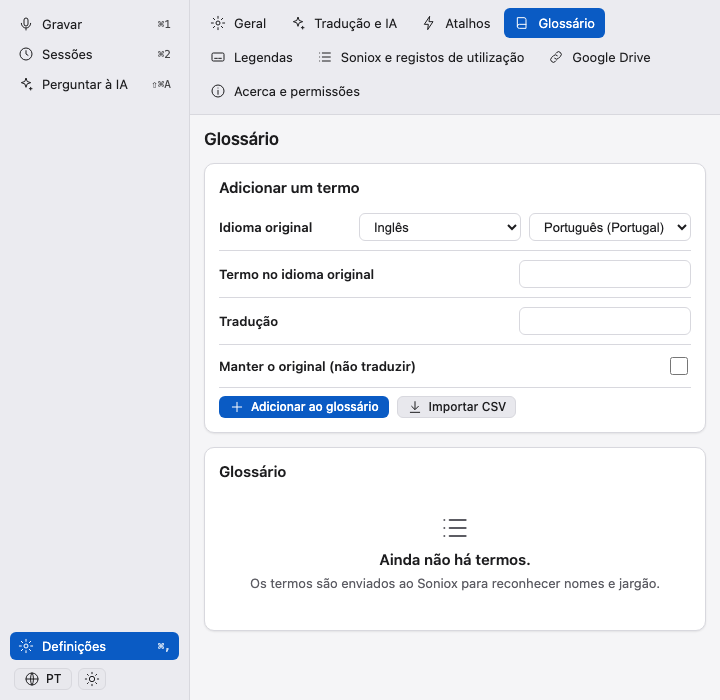 Gravar ⌘1
Sessões ⌘2
Perguntar à IA ⇧⌘A
Geral
Tradução e IA
Atalhos
Glossário
Legendas
Soniox e registos de utilização
Google Drive
Acerca e permissões
Glossário
Adicionar um termo
Idioma original
Inglês
Português (Portugal)
Termo no idioma original
Tradução
Manter o original (não traduzir)
Adicionar ao glossário
Importar CSV
Glossário
Ainda não há termos.
Os termos são enviados ao Soniox para reconhecer nomes e jargão.
Definições ⌘,
PT